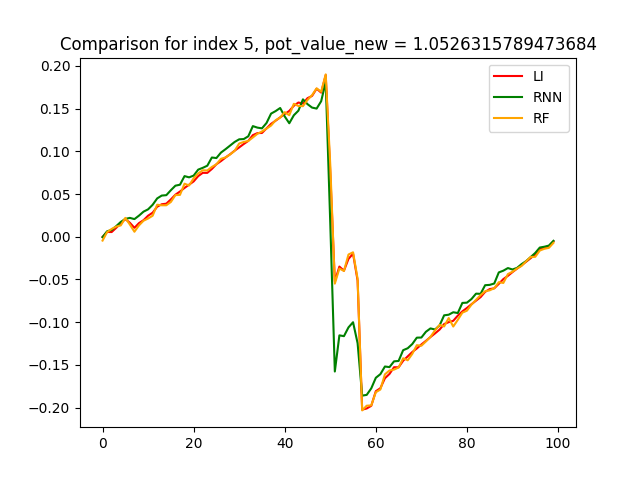 Comparison for index 5, pot_value_new = 1.0526315789473684
0.20
0.15
0.10
0.05
0.00
−0.05
−0.10
−0.15
−0.20
0 20 40 60 80 100
LI
RNN
RF